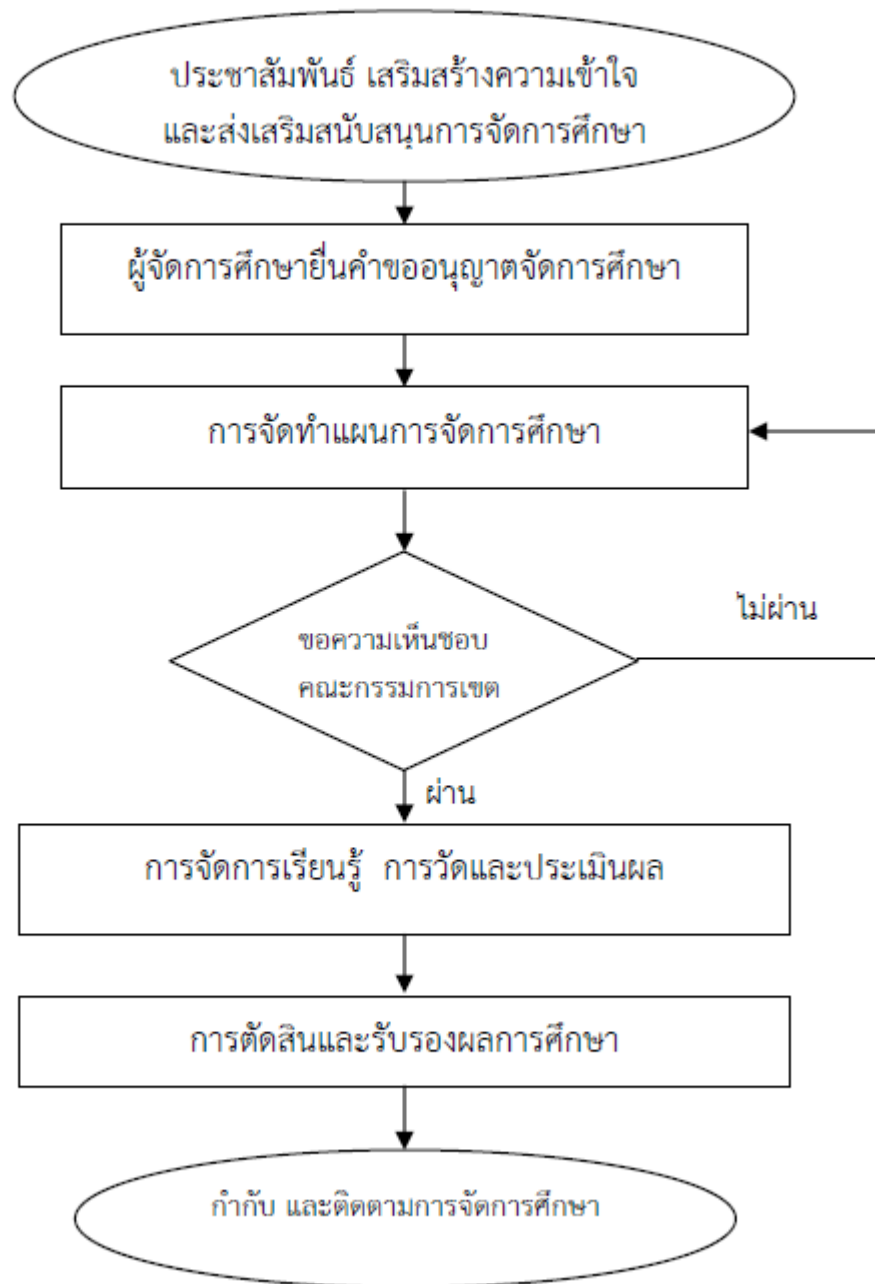 ประชาสัมพันธ์ เสริมสร้างความเข้าใจ
และส่งเสริมสนับสนุนการจัดการศึกษา
ผู้จัดการศึกษายื่นคำขออนุญาตจัดการศึกษา
การจัดทำแผนการจัดการศึกษา
ไม่ผ่าน
ขอความเห็นชอบ
คณะกรรมการเขต
ผ่าน
การจัดการเรียนรู้ การวัดและประเมินผล
การตัดสินและรับรองผลการศึกษา
กำกับ และติดตามการจัดการศึกษา